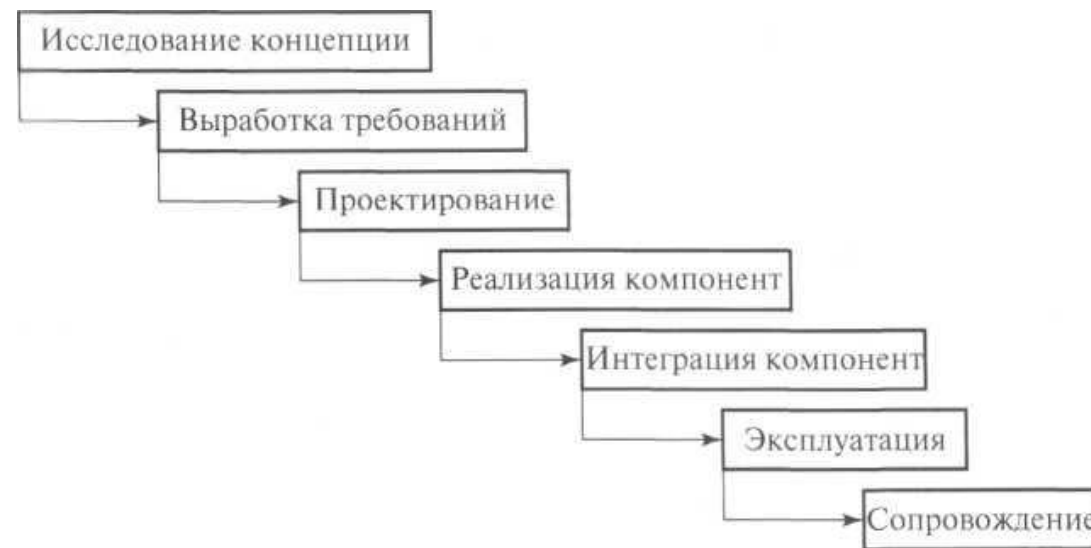 Исследование концепции
Выработка требований
Проектирование
Реализация компонент
Интеграция компонент
Эксплуатация
Сопровождение